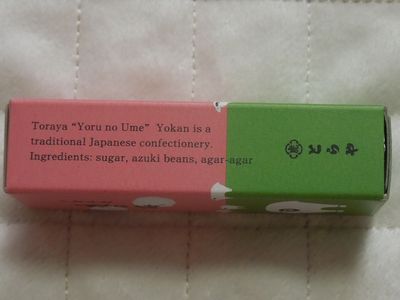 Toraya “Yoru no Ume” Yokan is a
traditional Japanese confectionery.
Ingredients: sugar, azuki beans, agar-agar
とらや